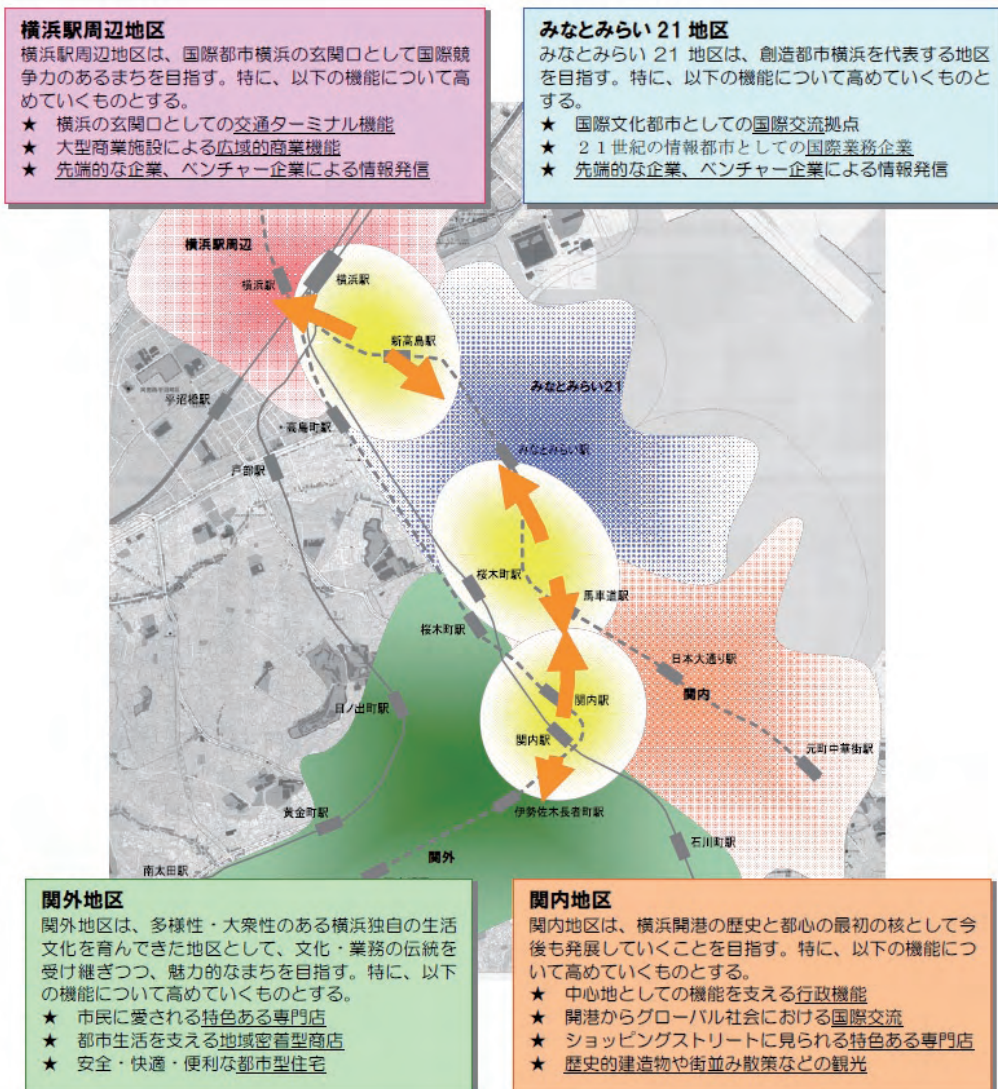 横浜駅周辺地区
横浜駅周辺地区は、国際都市横浜の玄関口として国際競
争力のあるまちを目指す。特に、以下の機能について高
めていくものとする。
★ 横浜の玄関口としての交通ターミナル機能
★ 大型商業施設による広域的商業機能
★ 先端的な企業、ベンチャー企業による情報発信
みなとみらい 21 地区
みなとみらい 21 地区は、創造都市横浜を代表する地区
を目指す。特に、以下の機能について高めていくものと
する。
★ 国際文化都市としての国際交流拠点
★ 21世紀の情報都市としての国際業務企業
★ 先端的な企業、ベンチャー企業による情報発信
横浜駅周辺
横浜駅
横浜駅
新高島駅
みなとみらい21
平沼橋駅
高島町駅
みなとみらい駅
戸部駅
桜木町駅
馬車道駅
桜木町駅
日本大通り駅
関内
日ノ出町駅
関内駅
関内駅
元町中華街駅
黄金町駅
伊勢佐木長者町駅
石川町駅
関外
南太田駅
関外地区
関外地区は、多様性・大衆性のある横浜独自の生活
文化を育んできた地区として、文化・業務の伝統を
受け継ぎつつ、魅力的なまちを目指す。特に、以下
の機能について高めていくものとする。
★ 市民に愛される特色ある専門店
★ 都市生活を支える地域密着型商店
★ 安全・快適・便利な都市型住宅
関内地区
関内地区は、横浜開港の歴史と都心の最初の核として今
後も発展していくことを目指す。特に、以下の機能につ
いて高めていくものとする。
★ 中心地としての機能を支える行政機能
★ 開港からグローバル社会における国際交流
★ ショッピングストリートに見られる特色ある専門店
★ 歴史的建造物や街並み散策などの観光